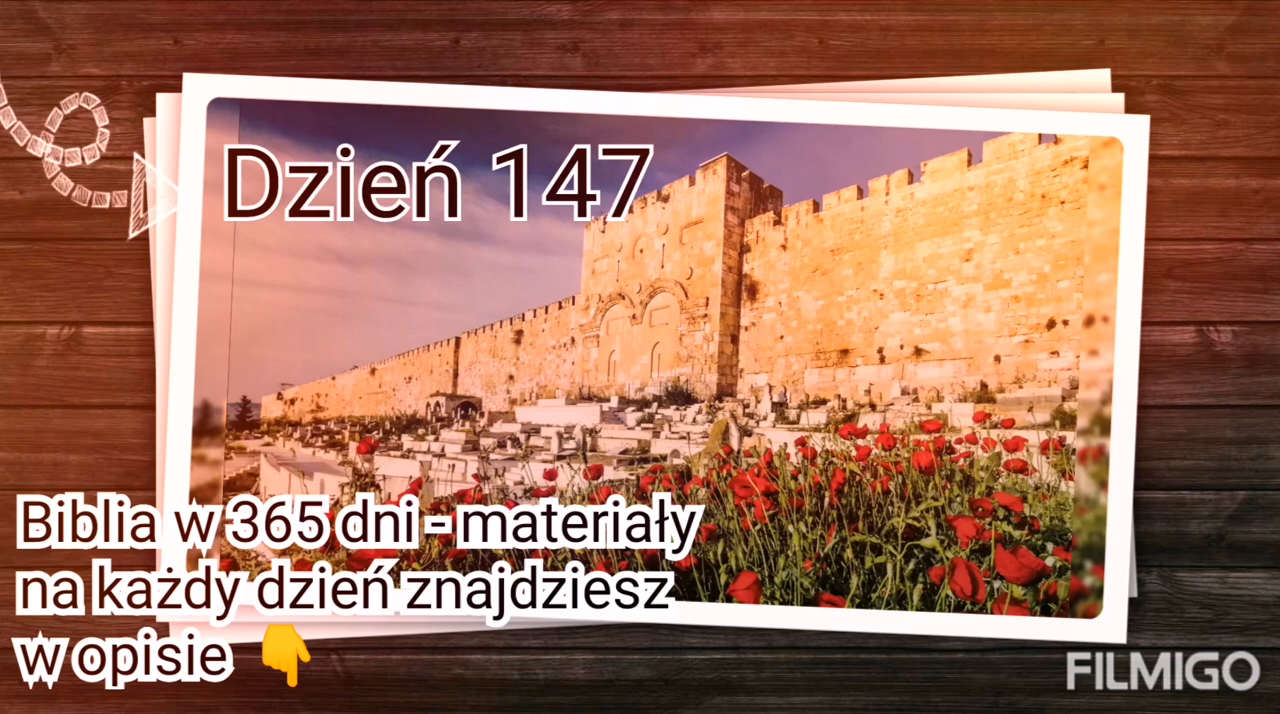 Dzień 147
Biblia w 365 dni - materiały
na każdy dzień znajdziesz
w opisie 👇
FILMIGO